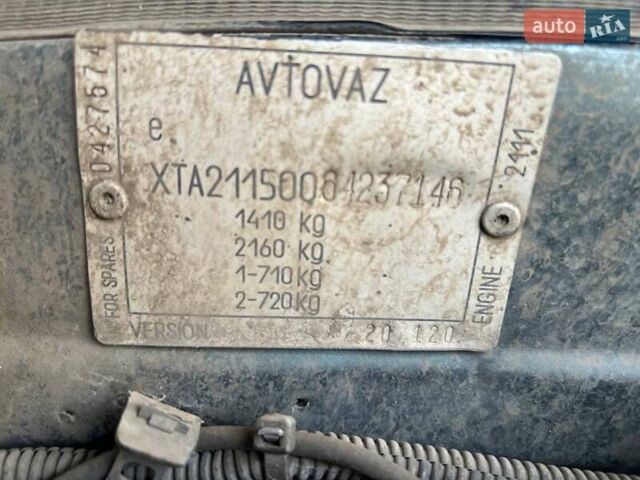 auto RIA
.com
AVTOVAZ
e
XTA21150084237146
1410 kg
2160 kg
1-710 kg
2-720 kg
VERSION 20 120
FOR SPARES 0427574
ENGINE 2111